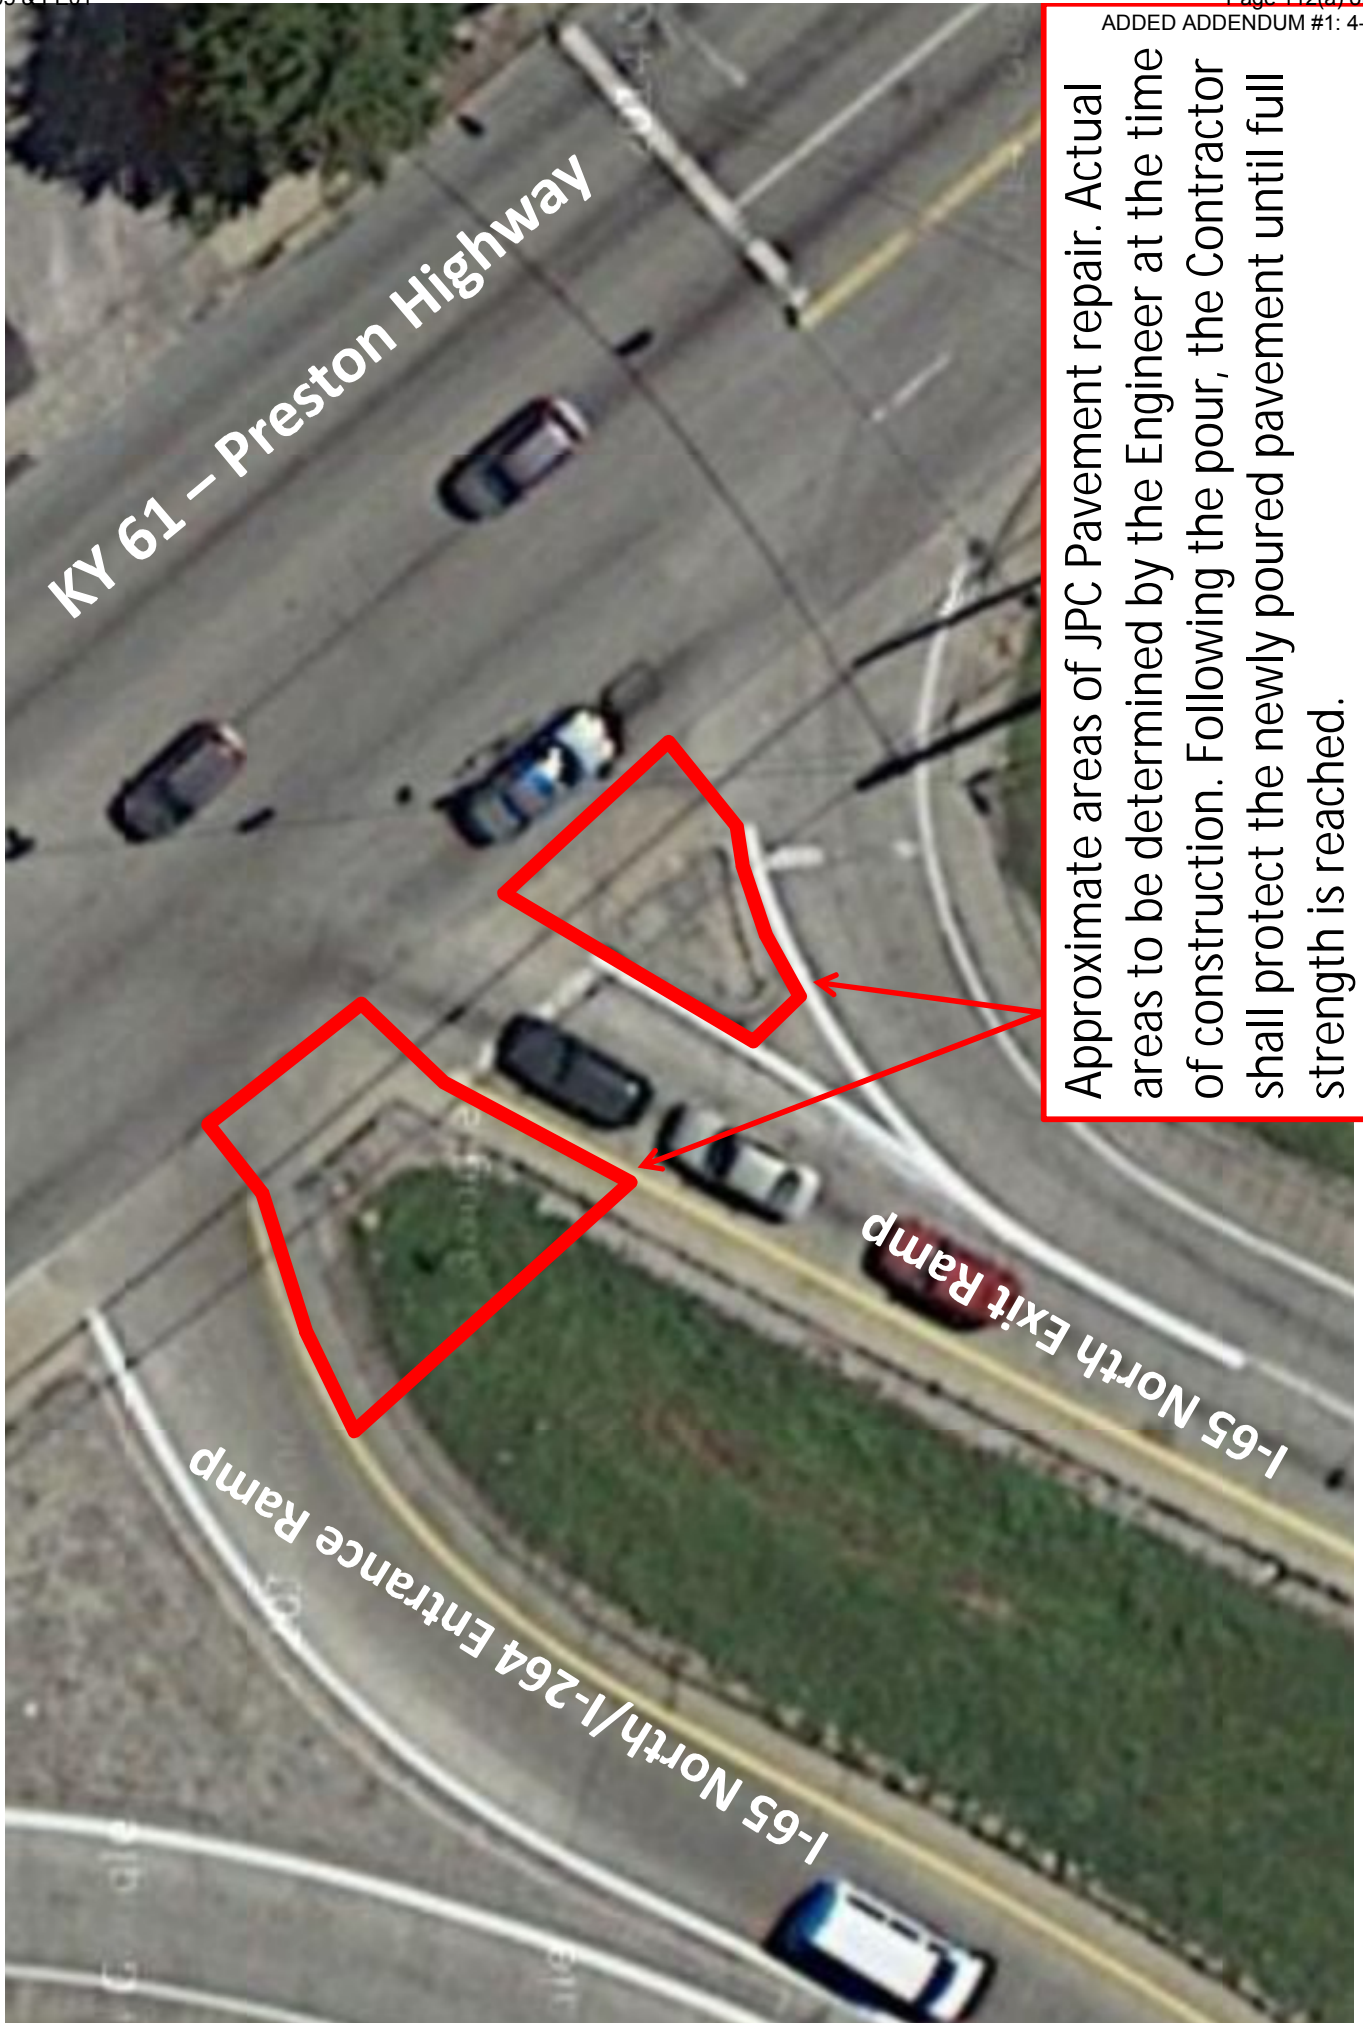 ADDED ADDENDUM #1: 4-
KY 61 – Preston Highway
Approximate areas of JPC Pavement repair. Actual
areas to be determined by the Engineer at the time
of construction. Following the pour, the Contractor
shall protect the newly poured pavement until full
strength is reached.
I-65 North Exit Ramp
I-65 North/I-264 Entrance Ramp